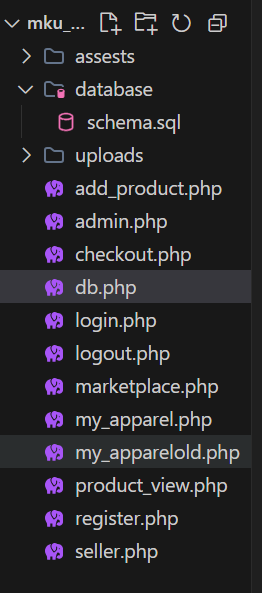 mku_...
assests
database
schema.sql
uploads
add_product.php
admin.php
checkout.php
db.php
login.php
logout.php
marketplace.php
my_apparel.php
my_apparelold.php
product_view.php
register.php
seller.php